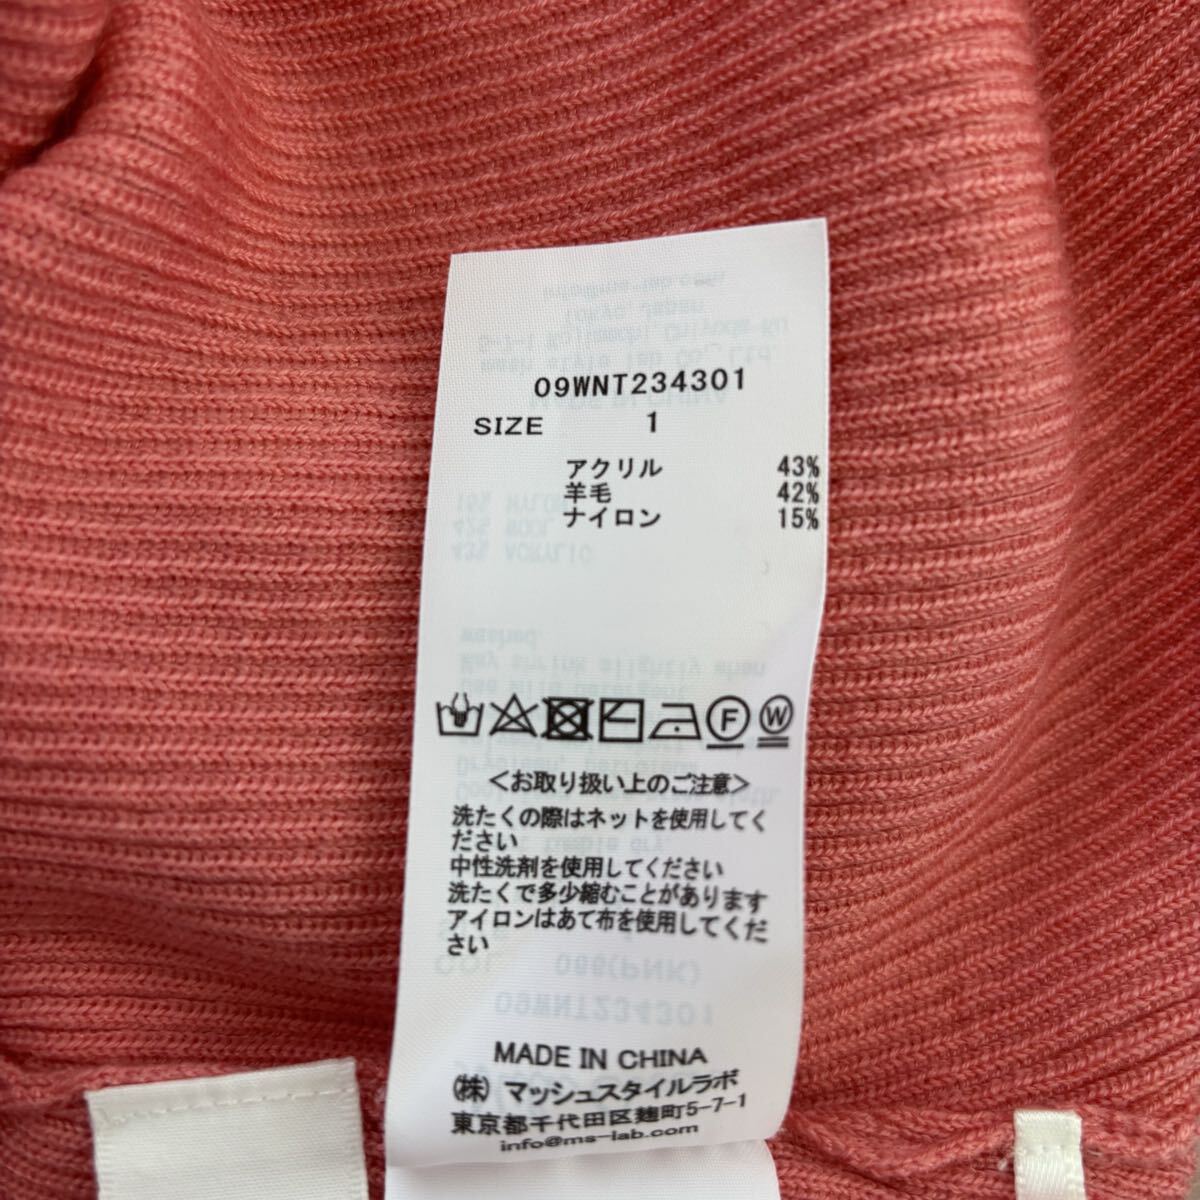 09WNT234301
SIZE 1
アクリル 43%
羊毛 42%
ナイロン 15%
F W
<お取り扱い上のご注意>
洗たくの際はネットを使用してく
ださい
中性洗剤を使用してください
洗たくで多少縮むことがあります
アイロンはあて布を使用してくだ
さい
MADE IN CHINA
(株) マッシュスタイルラボ
東京都千代田区麹町5-7-1
info@ms-lab.com